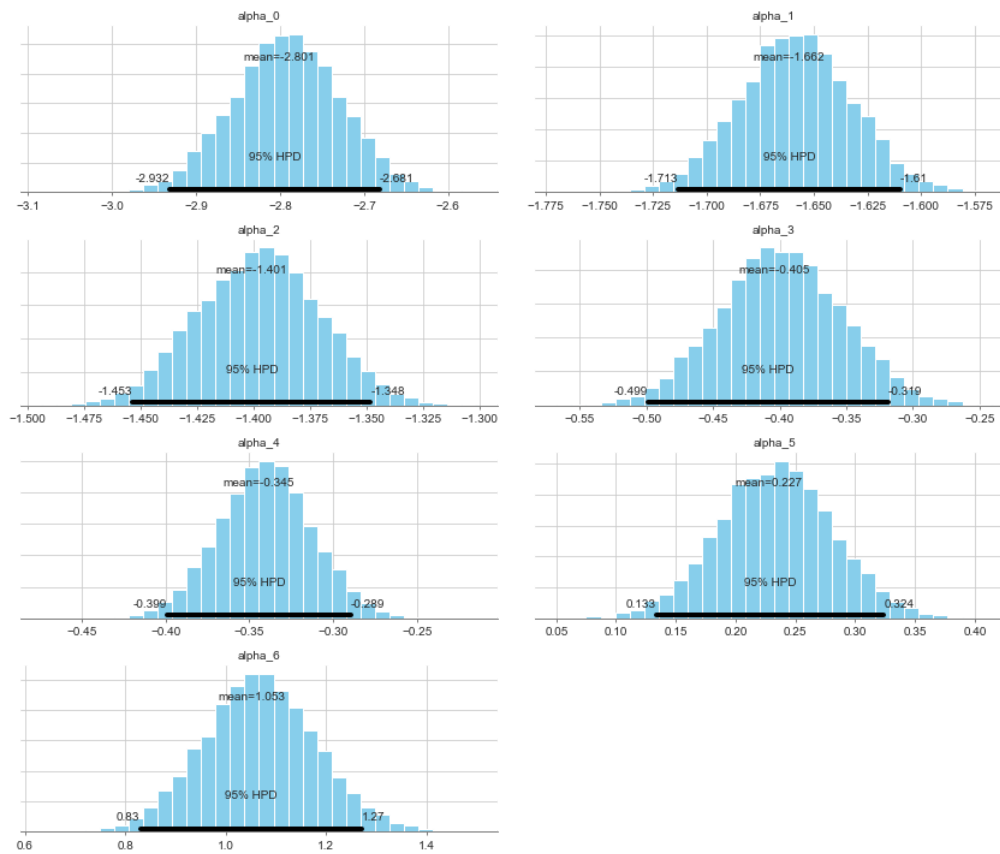 alpha_0
mean=-2.801
95% HPD
-2.932
-2.681
−3.1 −3.0 −2.9 −2.8 −2.7 −2.6
alpha_1
mean=-1.662
95% HPD
-1.713
-1.61
−1.775 −1.750 −1.725 −1.700 −1.675 −1.650 −1.625 −1.600 −1.575
alpha_2
mean=-1.401
95% HPD
-1.453
-1.348
−1.500 −1.475 −1.450 −1.425 −1.400 −1.375 −1.350 −1.325 −1.300
alpha_3
mean=-0.405
95% HPD
-0.499
-0.319
−0.55 −0.50 −0.45 −0.40 −0.35 −0.30 −0.25
alpha_4
mean=-0.345
95% HPD
-0.399
-0.289
−0.45 −0.40 −0.35 −0.30 −0.25
alpha_5
mean=0.227
95% HPD
0.133
0.324
0.05 0.10 0.15 0.20 0.25 0.30 0.35 0.40
alpha_6
mean=1.053
95% HPD
0.83
1.27
0.6 0.8 1.0 1.2 1.4